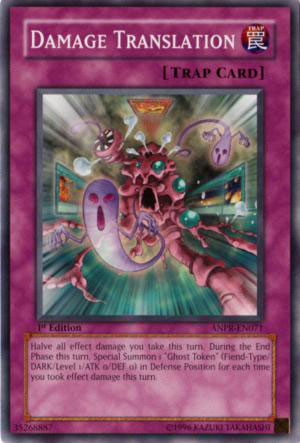 DAMAGE TRANSLATION
TRAP
罠
[TRAP CARD]
1st Edition
ANPR-EN071
Halve all effect damage you take this turn. During the End
Phase this turn, Special Summon 1 "Ghost Token" (Fiend-Type/
DARK/Level 1/ATK 0/DEF 0) in Defense Position for each time
you took effect damage this turn.
35268887
©1996 KAZUKI TAKAHASHI